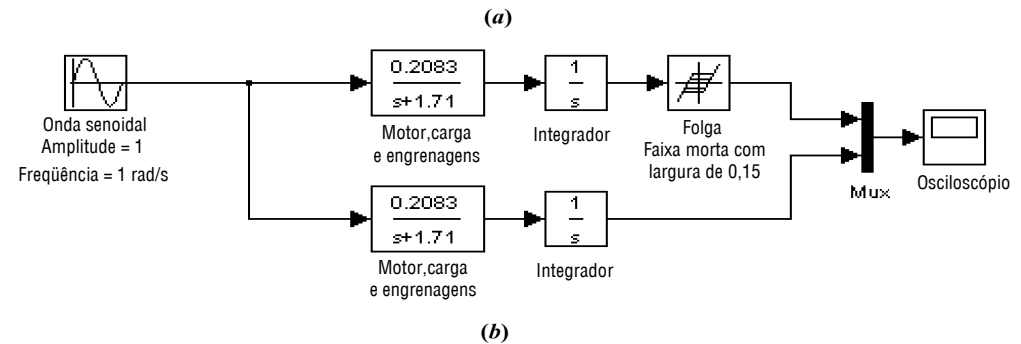 (a)
0.2083
s+1.71
1
s
Onda senoidal
Amplitude = 1
Freqüência = 1 rad/s
Motor,carga
e engrenagens
Integrador
Folga
Faixa morta com
largura de 0,15
Mux
Osciloscópio
0.2083
s+1.71
1
s
Motor,carga
e engrenagens
Integrador
(b)